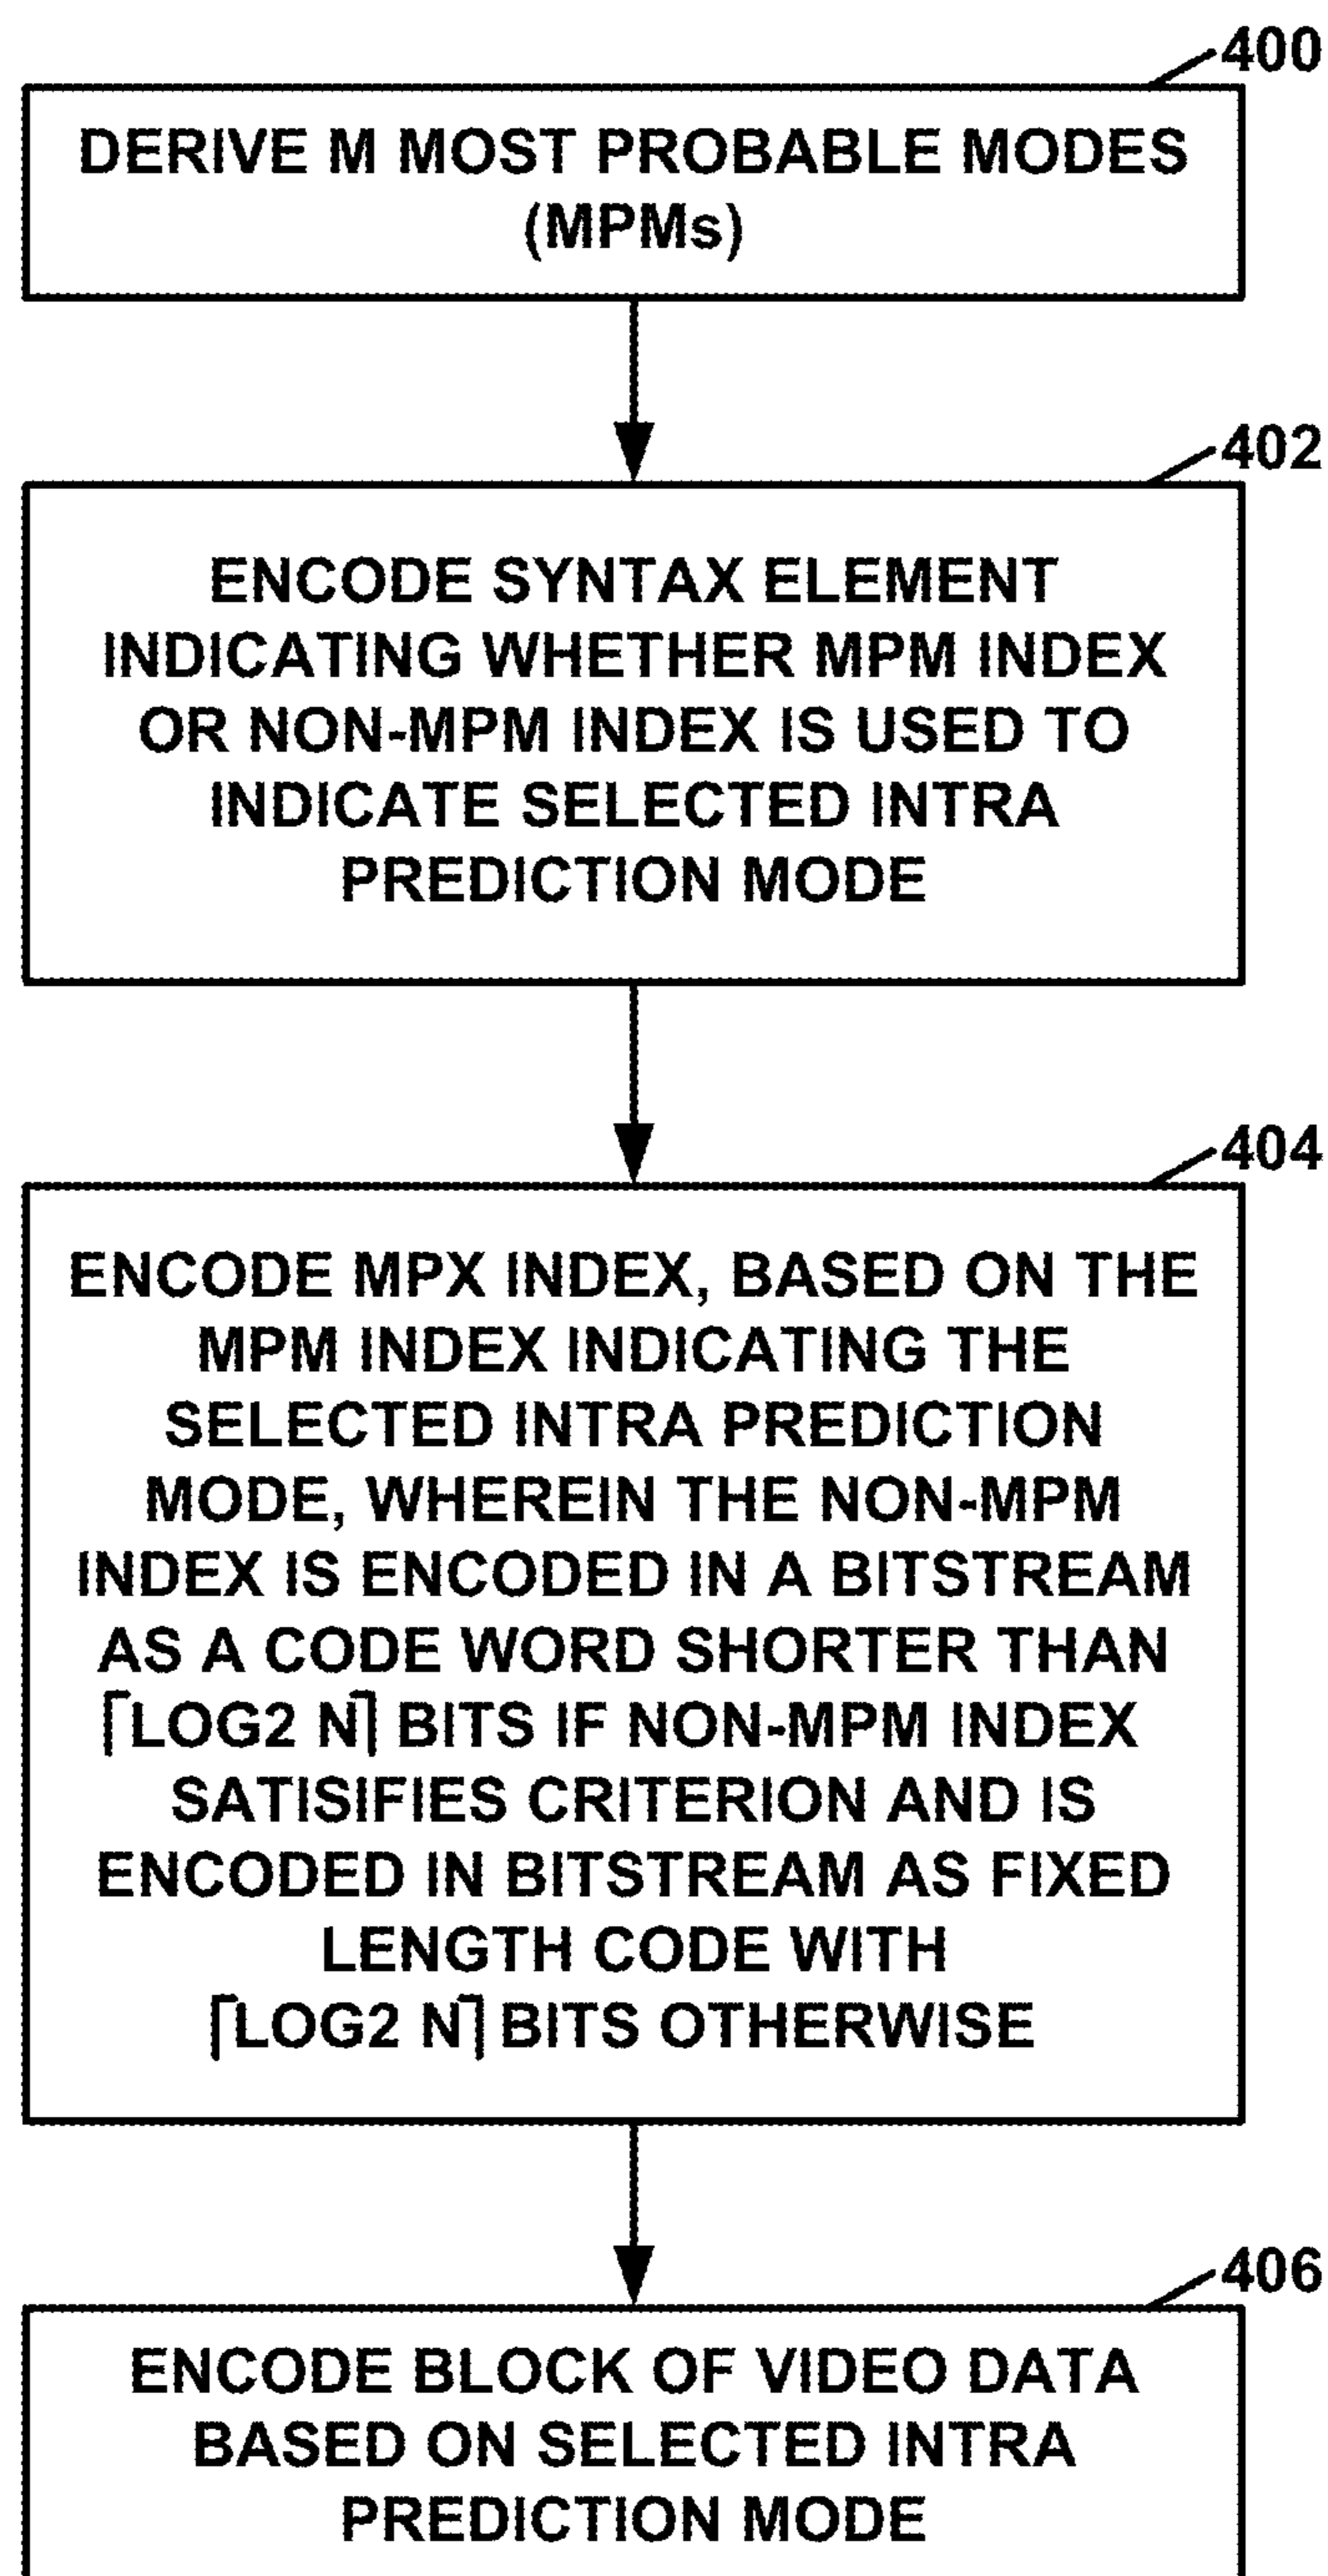 400
DERIVE M MOST PROBABLE MODES
(MPMs)
402
ENCODE SYNTAX ELEMENT
INDICATING WHETHER MPM INDEX
OR NON-MPM INDEX IS USED TO
INDICATE SELECTED INTRA
PREDICTION MODE
404
ENCODE MPX INDEX, BASED ON THE
MPM INDEX INDICATING THE
SELECTED INTRA PREDICTION
MODE, WHEREIN THE NON-MPM
INDEX IS ENCODED IN A BITSTREAM
AS A CODE WORD SHORTER THAN
⌈LOG2 N⌉ BITS IF NON-MPM INDEX
SATISIFIES CRITERION AND IS
ENCODED IN BITSTREAM AS FIXED
LENGTH CODE WITH
⌈LOG2 N⌉ BITS OTHERWISE
406
ENCODE BLOCK OF VIDEO DATA
BASED ON SELECTED INTRA
PREDICTION MODE